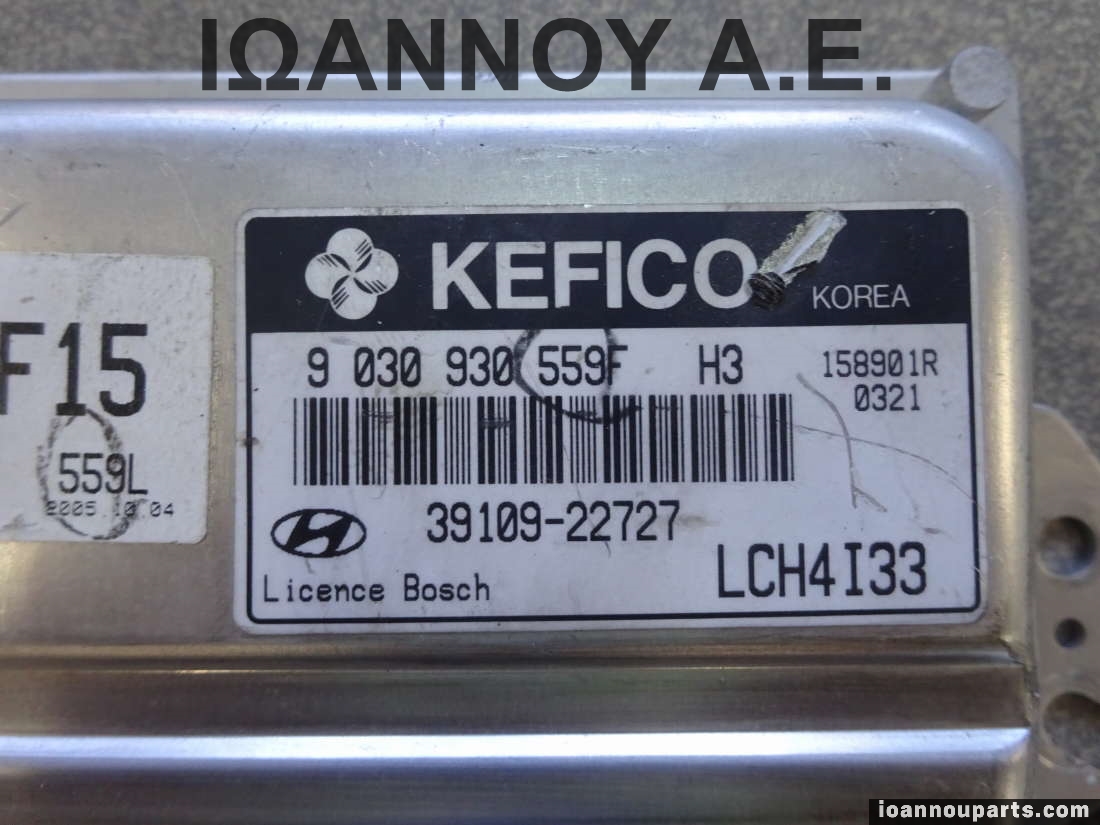 ΙΩΑΝΝΟΥ Α.Ε.
KEFICO
KOREA
9 030 930 559F H3
158901R
0321
39109-22727
LCH4I33
Licence Bosch
F15
559L
2005.10.04
ioannouparts.com